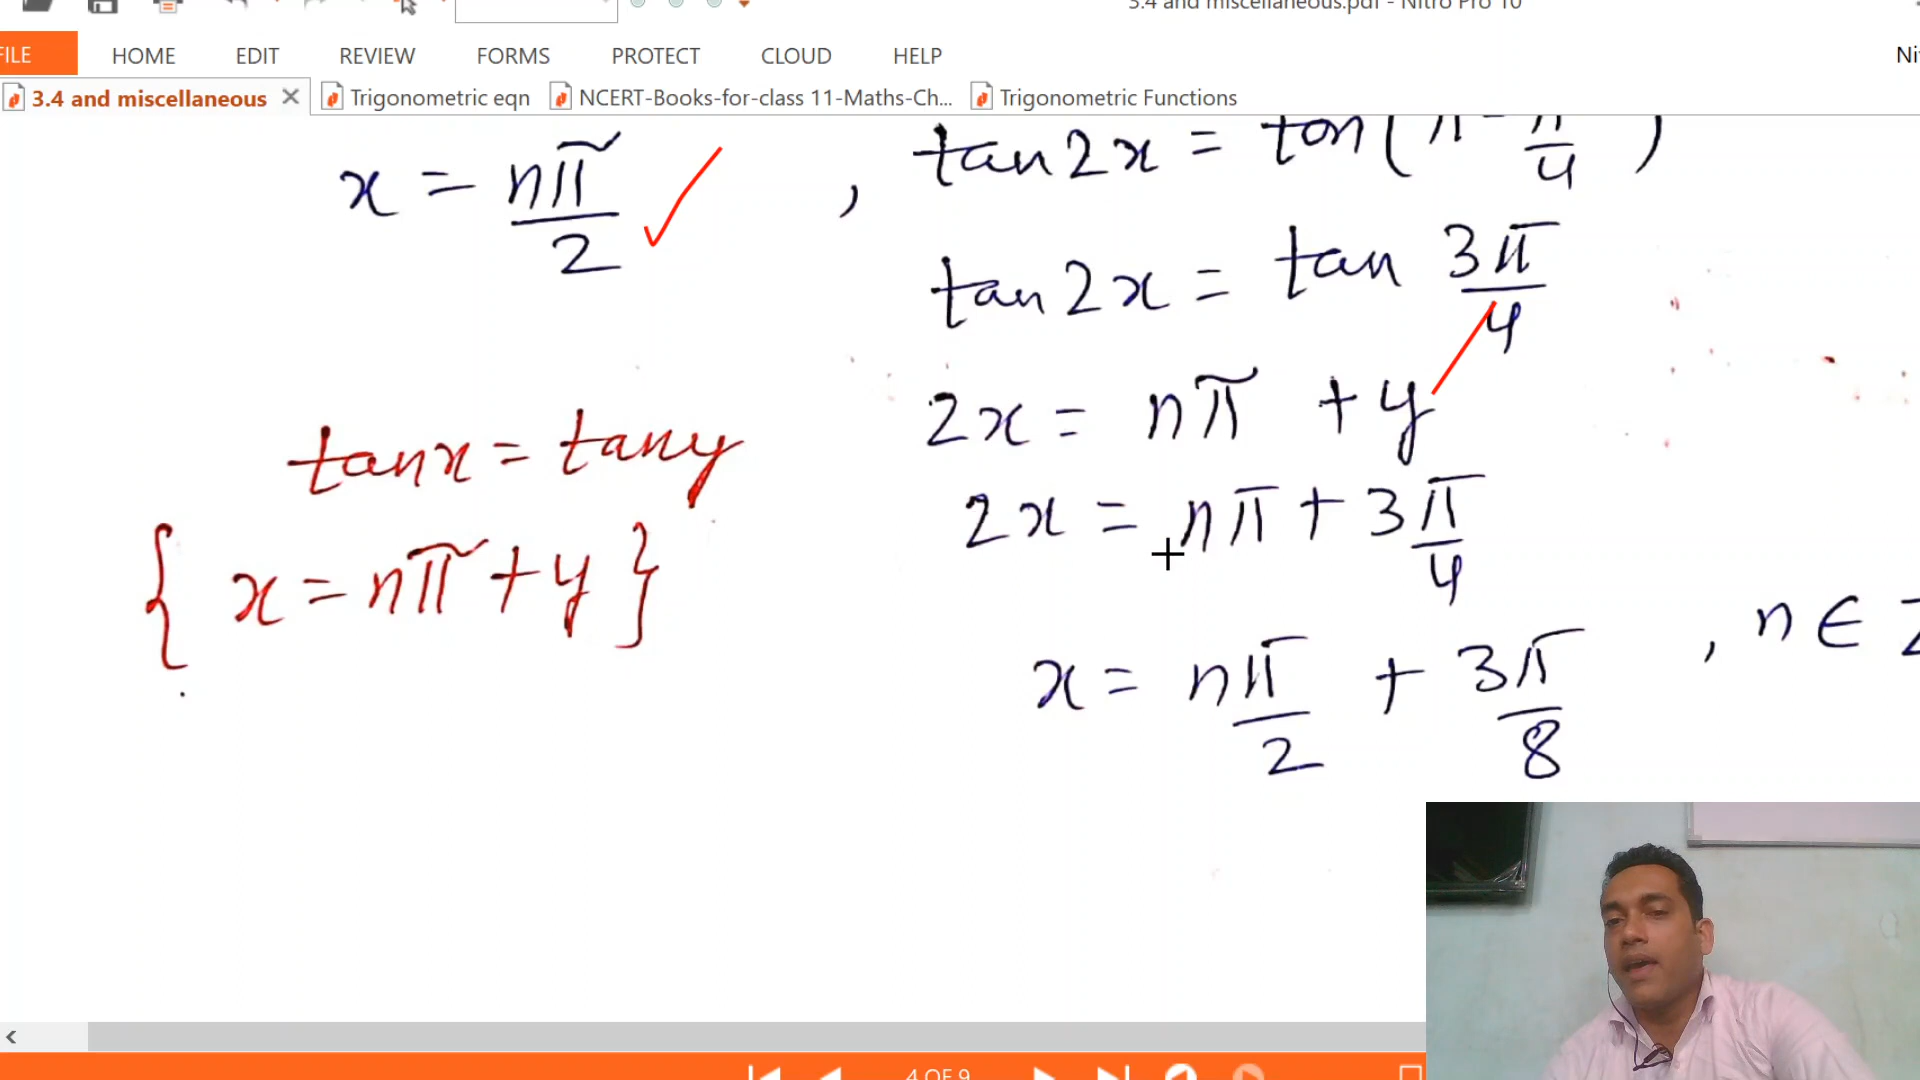 3.4 and miscellaneous.pdf - Nitro Pro 10
FILE HOME EDIT REVIEW FORMS PROTECT CLOUD HELP
3.4 and miscellaneous Trigonometric eqn NCERT-Books-for class 11-Maths-Ch... Trigonometric Functions
x = nπ/2 ,
tan 2x = tan(π - π/4)
tan 2x = tan 3π/4
2x = nπ + y
2x = nπ + 3π/4
x = nπ/2 + 3π/8 , n ∈ Z
tan x = tan y
{ x = nπ + y }
4 OF 9